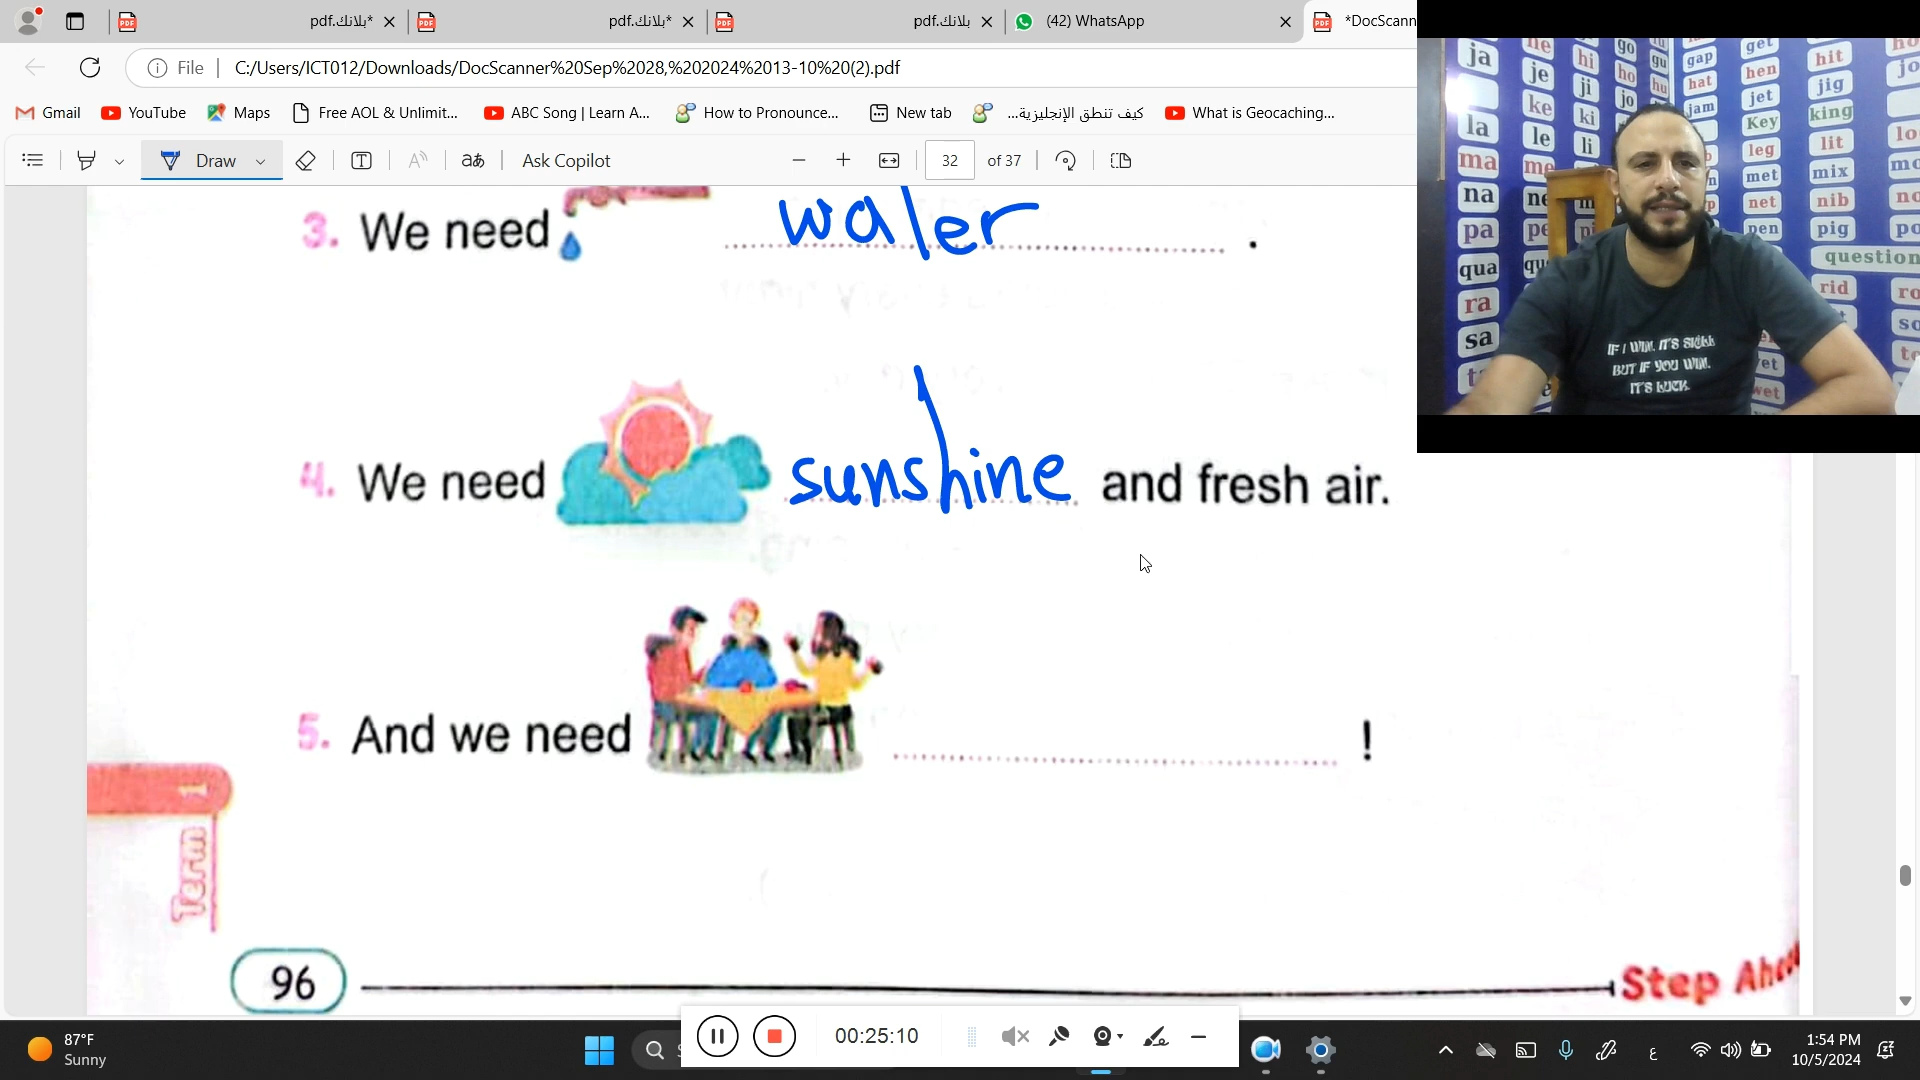 بلانك.pdf*
بلانك.pdf*
بلانك.pdf
(42) WhatsApp
*DocScann
File
C:/Users/ICT012/Downloads/DocScanner%20Sep%2028,%202024%2013-10%20(2).pdf
Gmail
YouTube
Maps
Free AOL & Unlimit...
ABC Song | Learn A...
How to Pronounce...
New tab
كيف تنطق الإنجليزية...
What is Geocaching...
Draw
Ask Copilot
32 of 37
3. We need water .
4. We need sunshine and fresh air.
5. And we need !
Term 1
96
Step
ja je ji jo
gap get hit
hat hen jig
jam jet king
ke ki Key
la le li leg lit
ma me met mix
na net nib
pa pen pig
qua question
ra rid
sa
IF I WIN, IT'S SKILL
BUT IF YOU WIN,
IT'S LUCK.
00:25:10
87°F
Sunny
1:54 PM
10/5/2024